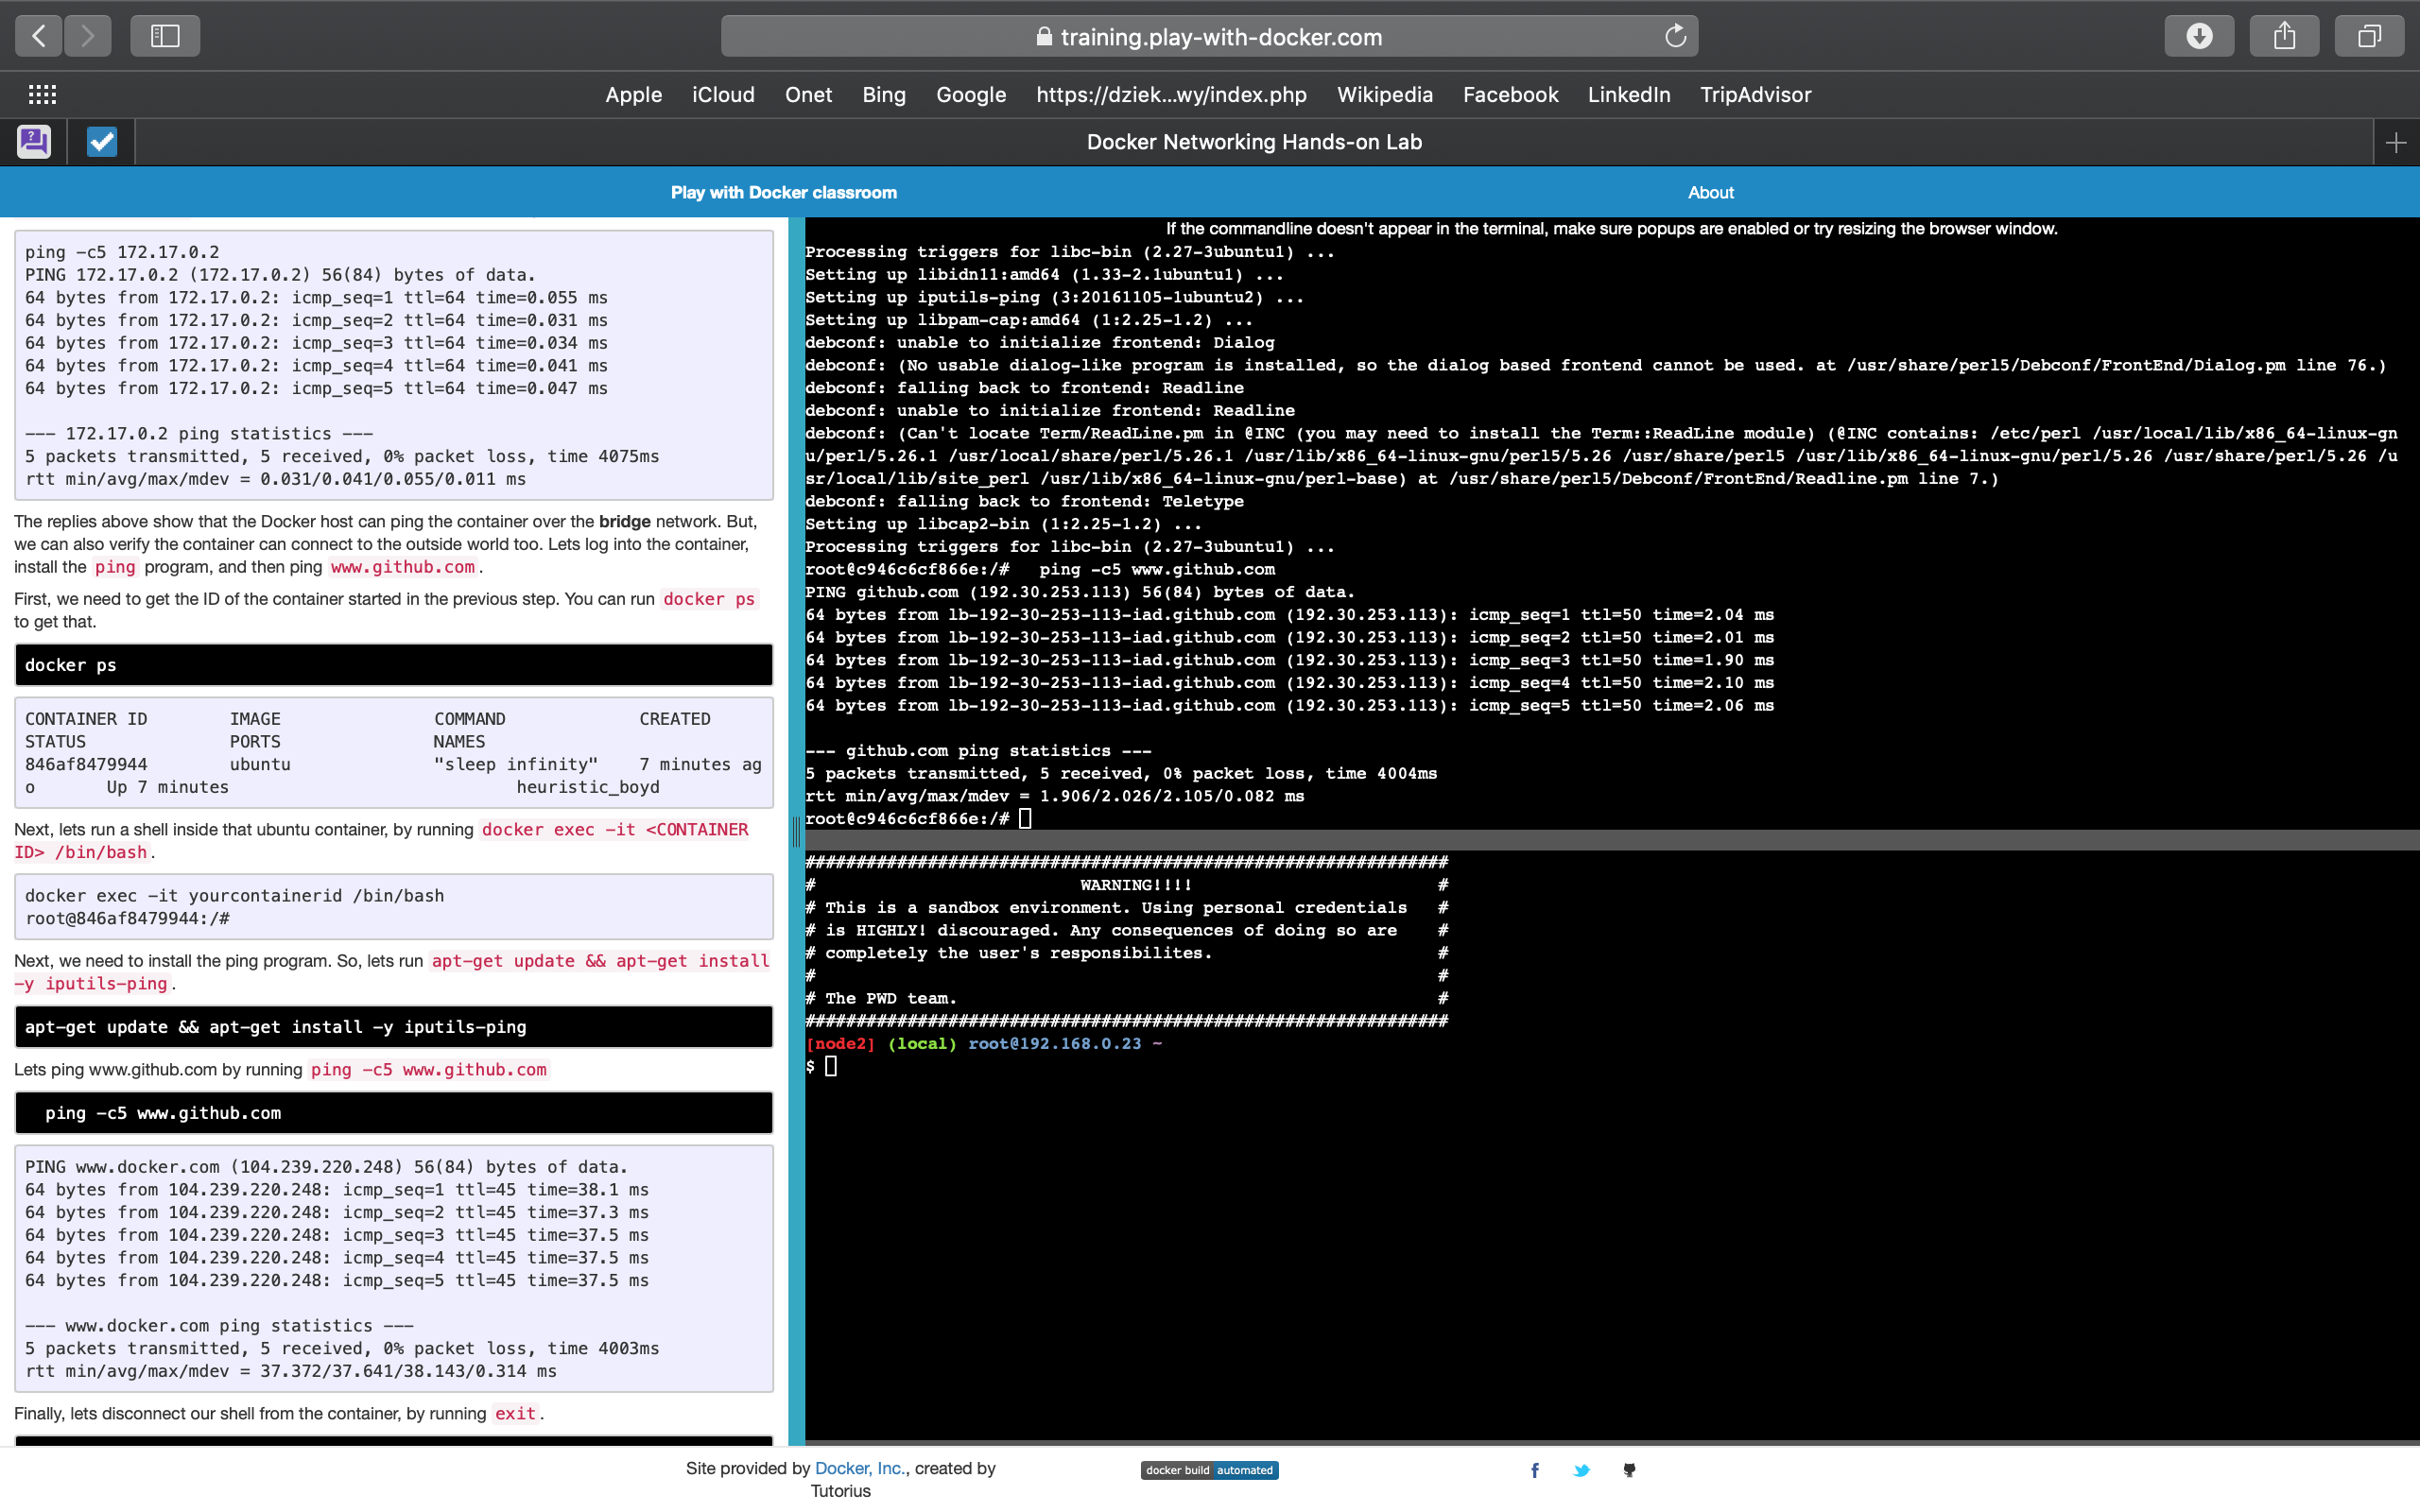 training.play-with-docker.com
Apple iCloud Onet Bing Google https://dziek...wy/index.php Wikipedia Facebook LinkedIn TripAdvisor
Docker Networking Hands-on Lab
Play with Docker classroom About
ping -c5 172.17.0.2
PING 172.17.0.2 (172.17.0.2) 56(84) bytes of data.
64 bytes from 172.17.0.2: icmp_seq=1 ttl=64 time=0.055 ms
64 bytes from 172.17.0.2: icmp_seq=2 ttl=64 time=0.031 ms
64 bytes from 172.17.0.2: icmp_seq=3 ttl=64 time=0.034 ms
64 bytes from 172.17.0.2: icmp_seq=4 ttl=64 time=0.041 ms
64 bytes from 172.17.0.2: icmp_seq=5 ttl=64 time=0.047 ms
--- 172.17.0.2 ping statistics ---
5 packets transmitted, 5 received, 0% packet loss, time 4075ms
rtt min/avg/max/mdev = 0.031/0.041/0.055/0.011 ms
The replies above show that the Docker host can ping the container over the bridge network. But,
we can also verify the container can connect to the outside world too. Lets log into the container,
install the ping program, and then ping www.github.com.
First, we need to get the ID of the container started in the previous step. You can run docker ps
to get that.
docker ps
CONTAINER ID IMAGE COMMAND CREATED
STATUS PORTS NAMES
846af8479944 ubuntu "sleep infinity" 7 minutes ag
o Up 7 minutes heuristic_boyd
Next, lets run a shell inside that ubuntu container, by running docker exec -it <CONTAINER
ID> /bin/bash.
docker exec -it yourcontainerid /bin/bash
root@846af8479944:/#
Next, we need to install the ping program. So, lets run apt-get update && apt-get install
-y iputils-ping.
apt-get update && apt-get install -y iputils-ping
Lets ping www.github.com by running ping -c5 www.github.com
ping -c5 www.github.com
PING www.docker.com (104.239.220.248) 56(84) bytes of data.
64 bytes from 104.239.220.248: icmp_seq=1 ttl=45 time=38.1 ms
64 bytes from 104.239.220.248: icmp_seq=2 ttl=45 time=37.3 ms
64 bytes from 104.239.220.248: icmp_seq=3 ttl=45 time=37.5 ms
64 bytes from 104.239.220.248: icmp_seq=4 ttl=45 time=37.5 ms
64 bytes from 104.239.220.248: icmp_seq=5 ttl=45 time=37.5 ms
--- www.docker.com ping statistics ---
5 packets transmitted, 5 received, 0% packet loss, time 4003ms
rtt min/avg/max/mdev = 37.372/37.641/38.143/0.314 ms
Finally, lets disconnect our shell from the container, by running exit.
If the commandline doesn't appear in the terminal, make sure popups are enabled or try resizing the browser window.
Processing triggers for libc-bin (2.27-3ubuntu1) ...
Setting up libidn11:amd64 (1.33-2.1ubuntu1) ...
Setting up iputils-ping (3:20161105-1ubuntu2) ...
Setting up libpam-cap:amd64 (1:2.25-1.2) ...
debconf: unable to initialize frontend: Dialog
debconf: (No usable dialog-like program is installed, so the dialog based frontend cannot be used. at /usr/share/perl5/Debconf/FrontEnd/Dialog.pm line 76.)
debconf: falling back to frontend: Readline
debconf: unable to initialize frontend: Readline
debconf: (Can't locate Term/ReadLine.pm in @INC (you may need to install the Term::ReadLine module) (@INC contains: /etc/perl /usr/local/lib/x86_64-linux-gn
u/perl/5.26.1 /usr/local/share/perl/5.26.1 /usr/lib/x86_64-linux-gnu/perl5/5.26 /usr/share/perl5 /usr/lib/x86_64-linux-gnu/perl/5.26 /usr/share/perl/5.26 /u
sr/local/lib/site_perl /usr/lib/x86_64-linux-gnu/perl-base) at /usr/share/perl5/Debconf/FrontEnd/Readline.pm line 7.)
debconf: falling back to frontend: Teletype
Setting up libcap2-bin (1:2.25-1.2) ...
Processing triggers for libc-bin (2.27-3ubuntu1) ...
root@c946c6cf866e:/# ping -c5 www.github.com
PING github.com (192.30.253.113) 56(84) bytes of data.
64 bytes from lb-192-30-253-113-iad.github.com (192.30.253.113): icmp_seq=1 ttl=50 time=2.04 ms
64 bytes from lb-192-30-253-113-iad.github.com (192.30.253.113): icmp_seq=2 ttl=50 time=2.01 ms
64 bytes from lb-192-30-253-113-iad.github.com (192.30.253.113): icmp_seq=3 ttl=50 time=1.90 ms
64 bytes from lb-192-30-253-113-iad.github.com (192.30.253.113): icmp_seq=4 ttl=50 time=2.10 ms
64 bytes from lb-192-30-253-113-iad.github.com (192.30.253.113): icmp_seq=5 ttl=50 time=2.06 ms
--- github.com ping statistics ---
5 packets transmitted, 5 received, 0% packet loss, time 4004ms
rtt min/avg/max/mdev = 1.906/2.026/2.105/0.082 ms
root@c946c6cf866e:/#
###############################################################
# WARNING!!!! #
# This is a sandbox environment. Using personal credentials #
# is HIGHLY! discouraged. Any consequences of doing so are #
# completely the user's responsibilites. #
# #
# The PWD team. #
###############################################################
[node2] (local) root@192.168.0.23 ~
$
Site provided by Docker, Inc., created by
Tutorius
docker build automated